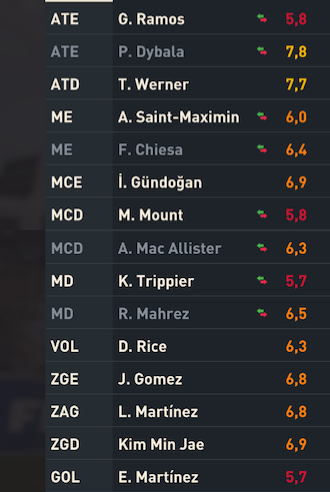 ATE G. Ramos 5,8
ATE P. Dybala 7,8
ATD T. Werner 7,7
ME A. Saint-Maximin 6,0
ME F. Chiesa 6,4
MCE İ. Gündoğan 6,9
MCD M. Mount 5,8
MCD A. Mac Allister 6,3
MD K. Trippier 5,7
MD R. Mahrez 6,5
VOL D. Rice 6,3
ZGE J. Gomez 6,8
ZAG L. Martínez 6,8
ZGD Kim Min Jae 6,9
GOL E. Martínez 5,7